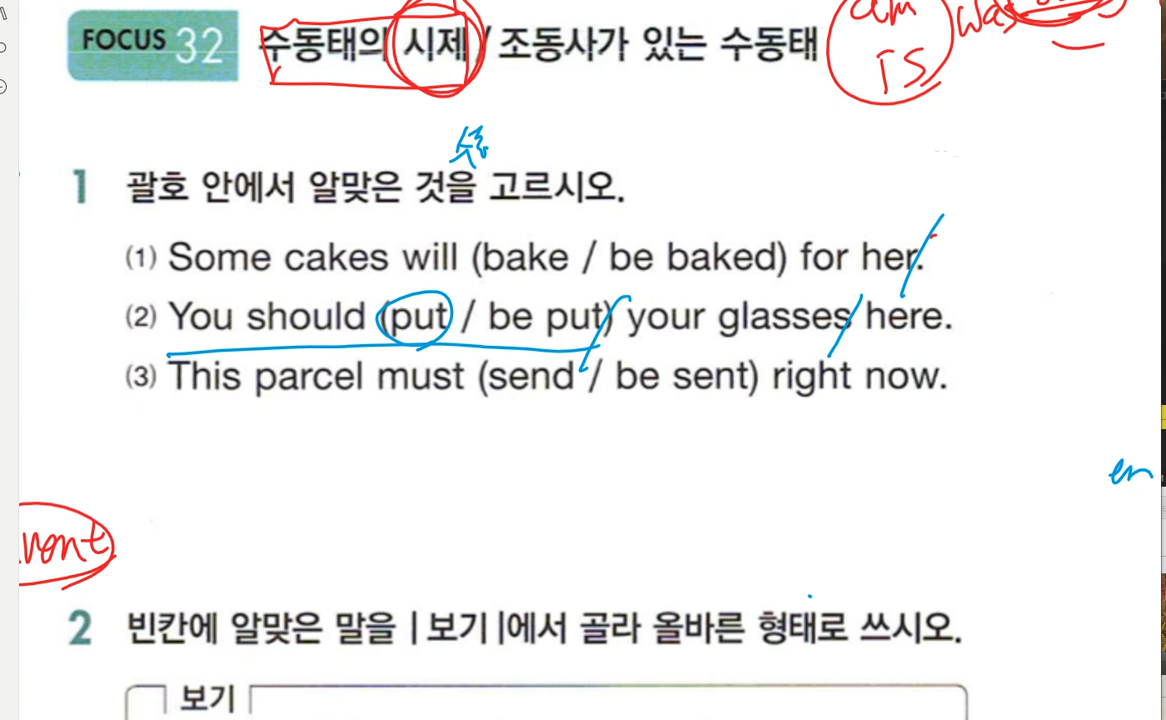 am
was
FOCUS 32 수동태의 시제 / 조동사가 있는 수동태
is
1 괄호 안에서 알맞은 것을 고르시오.
(1) Some cakes will (bake / be baked) for her.
(2) You should (put / be put) your glasses here.
(3) This parcel must (send / be sent) right now.
en
2 빈칸에 알맞은 말을 | 보기 |에서 골라 올바른 형태로 쓰시오.
보기